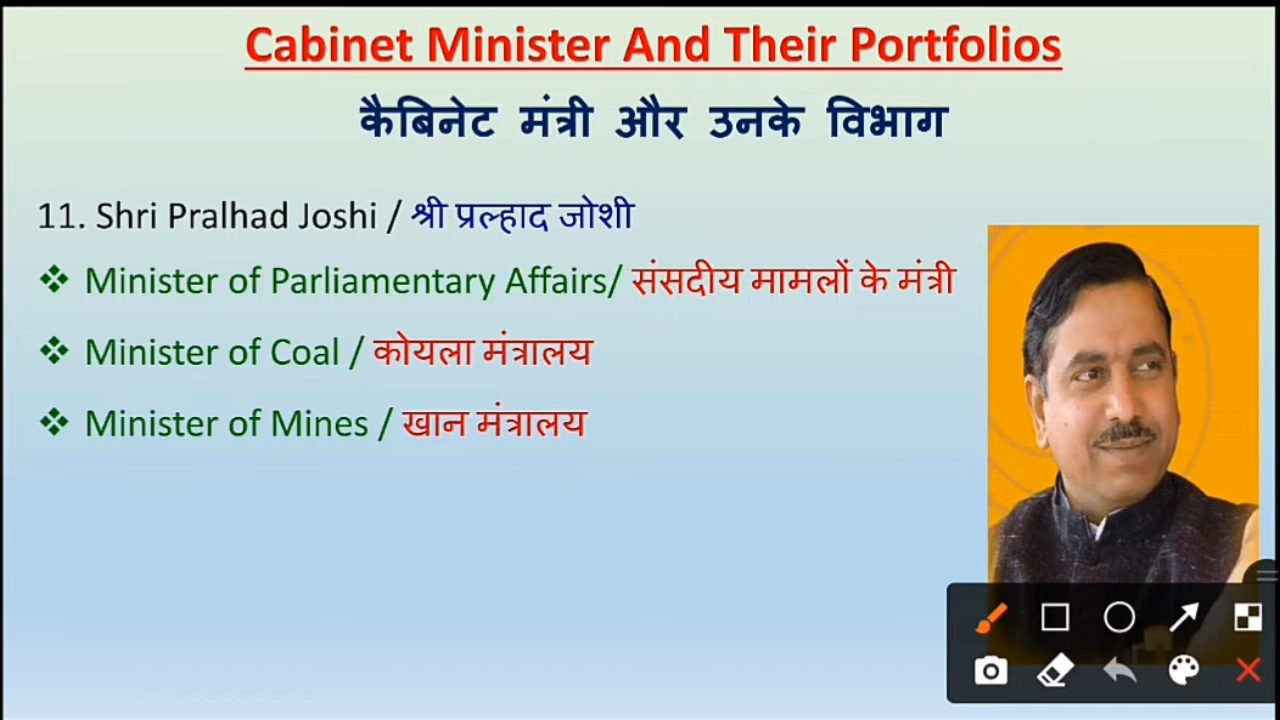 Cabinet Minister And Their Portfolios
कैबिनेट मंत्री और उनके विभाग
11. Shri Pralhad Joshi / श्री प्रल्हाद जोशी
❖ Minister of Parliamentary Affairs/ संसदीय मामलों के मंत्री
❖ Minister of Coal / कोयला मंत्रालय
❖ Minister of Mines / खान मंत्रालय